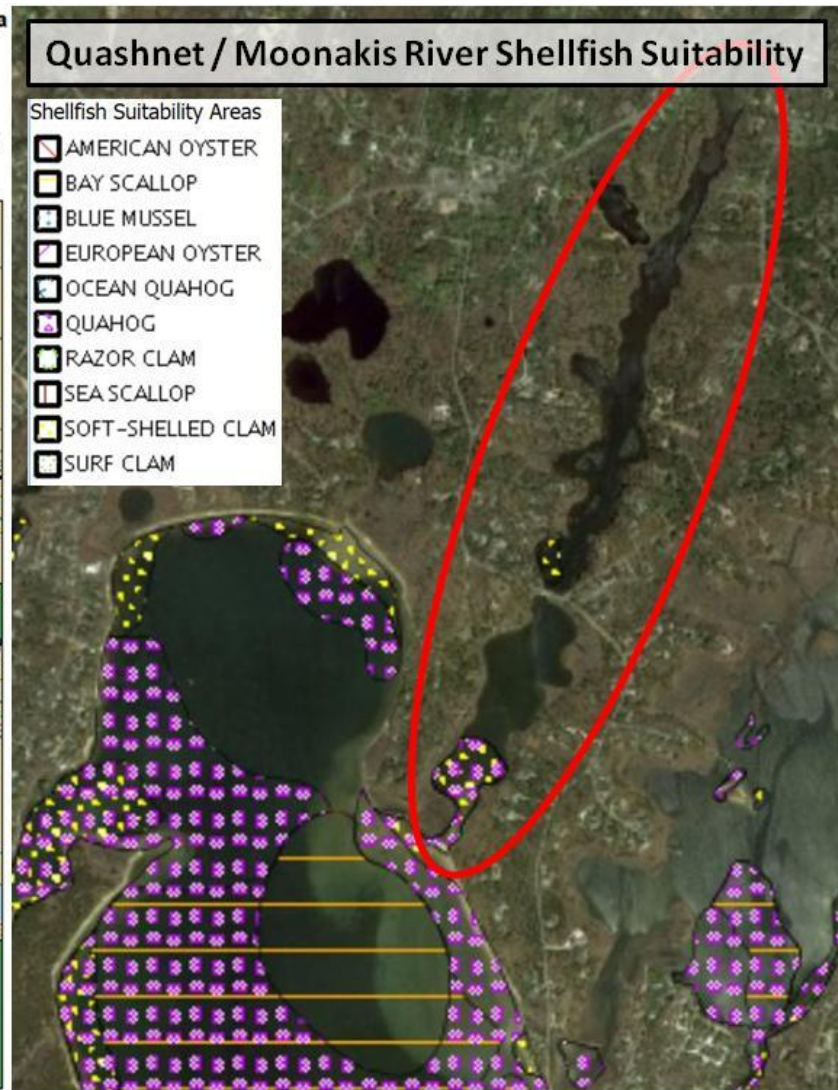 a
Quashnet / Moonakis River Shellfish Suitability
Shellfish Suitability Areas
AMERICAN OYSTER
BAY SCALLOP
BLUE MUSSEL
EUROPEAN OYSTER
OCEAN QUAHOG
QUAHOG
RAZOR CLAM
SEA SCALLOP
SOFT-SHELLED CLAM
SURF CLAM